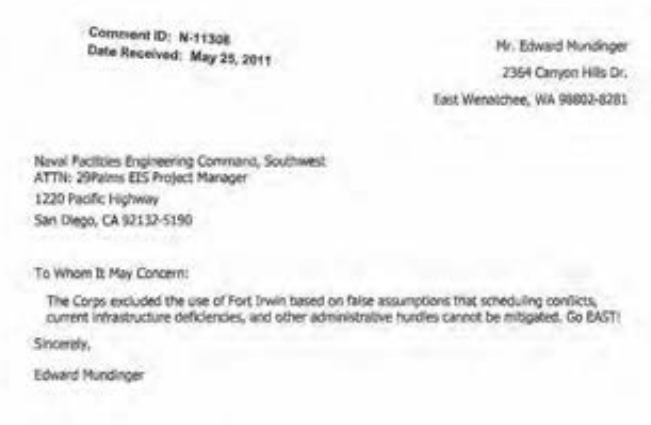 Comment ID: N-11308
Date Received: May 25, 2011
Mr. Edward Mundinger
2364 Canyon Hills Dr.
East Wenatchee, WA 98802-8281
Naval Facilities Engineering Command, Southwest
ATTN: 29Palms EIS Project Manager
1220 Pacific Highway
San Diego, CA 92132-5190
To Whom It May Concern:
The Corps excluded the use of Fort Irwin based on false assumptions that scheduling conflicts,
current infrastructure deficiencies, and other administrative hurdles cannot be mitigated. Go EAST!
Sincerely,
Edward Mundinger